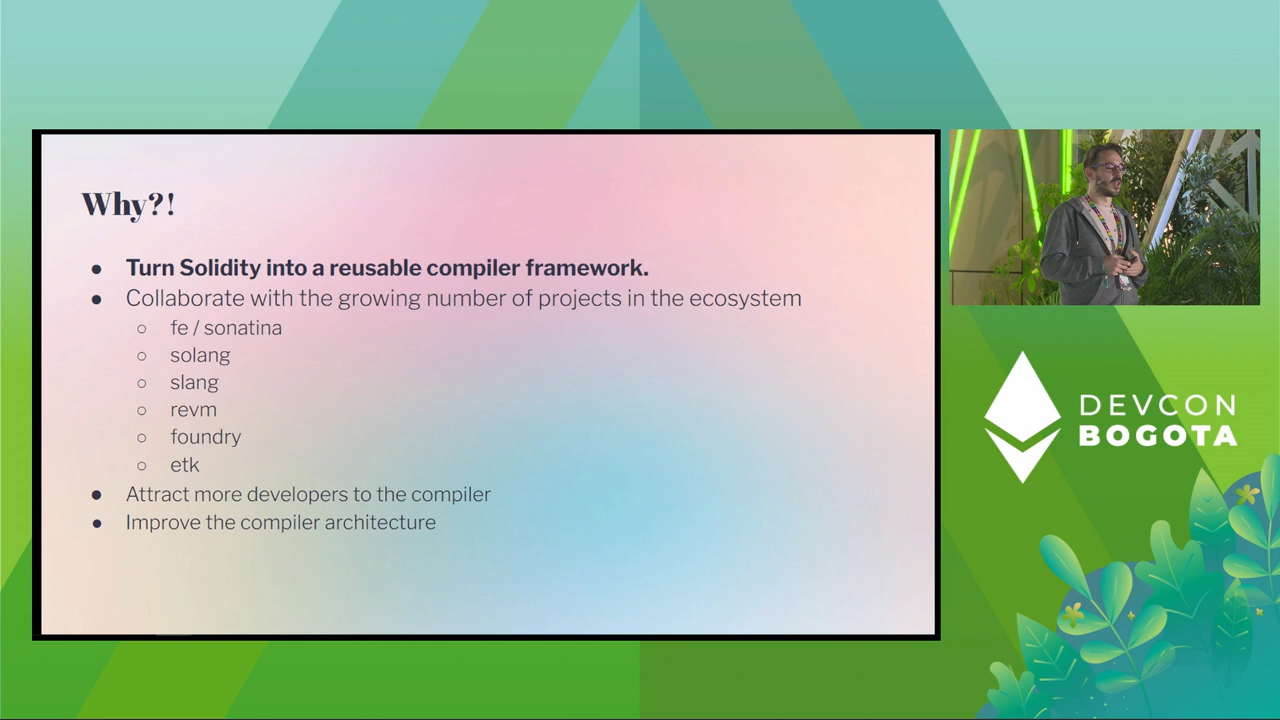 Why?!
● Turn Solidity into a reusable compiler framework.
● Collaborate with the growing number of projects in the ecosystem
○ fe / sonatina
○ solang
○ slang
○ revm
○ foundry
○ etk
● Attract more developers to the compiler
● Improve the compiler architecture
DEVCON
BOGOTA